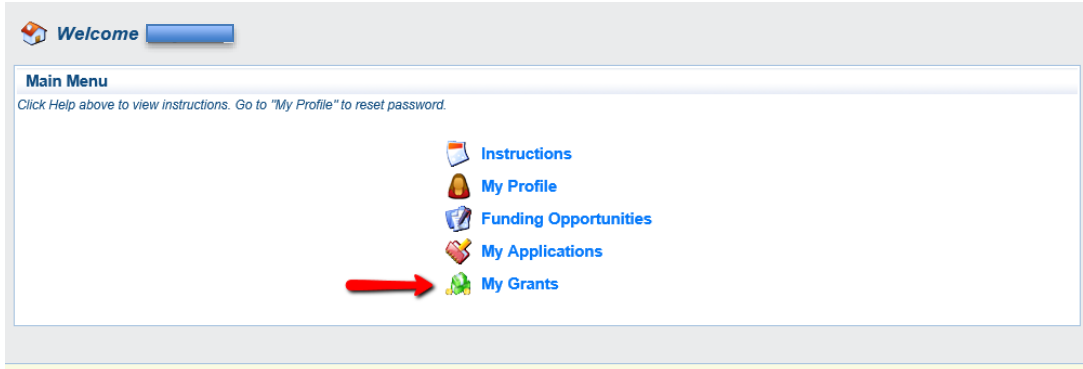 Welcome
Main Menu
Click Help above to view instructions. Go to "My Profile" to reset password.
Instructions
My Profile
Funding Opportunities
My Applications
My Grants